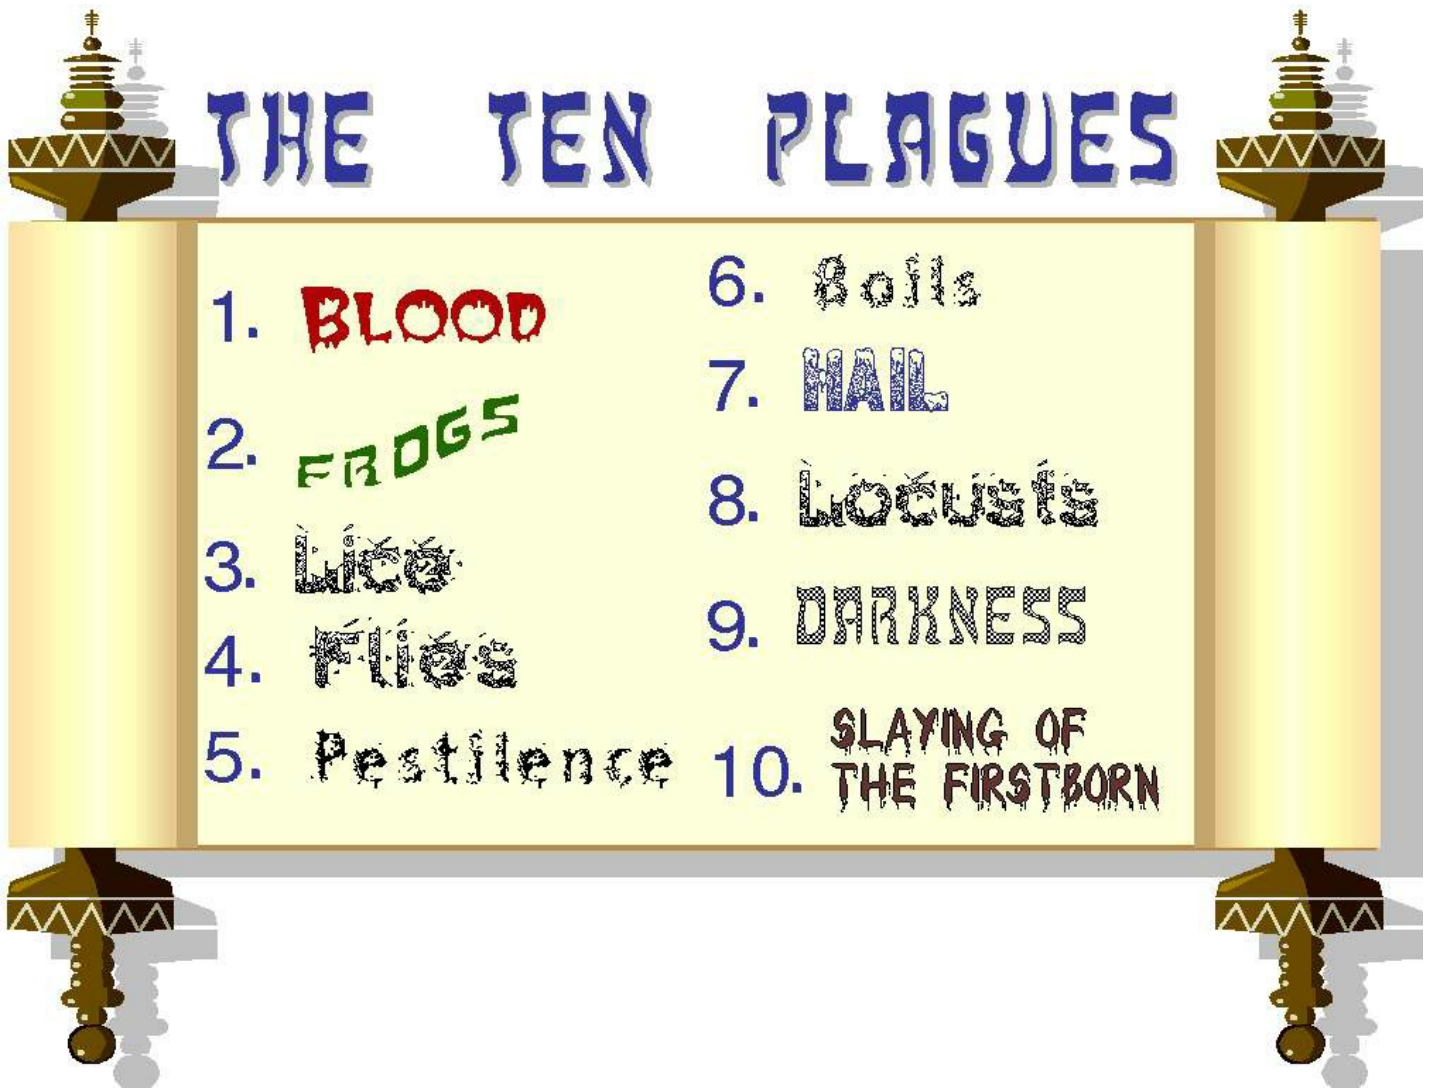 THE TEN PLAGUES
1. BLOOD
2. FROGS
3. Lice
4. Flies
5. Pestilence
6. Boils
7. HAIL
8. Locusts
9. DARKNESS
10. SLAYING OF
THE FIRSTBORN